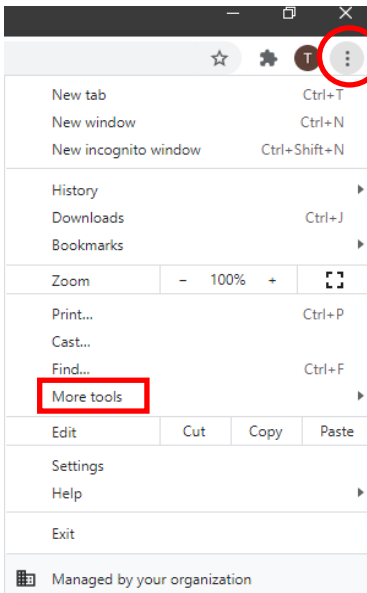 T
New tab Ctrl+T
New window Ctrl+N
New incognito window Ctrl+Shift+N
History
Downloads Ctrl+J
Bookmarks
Zoom - 100% +
Print... Ctrl+P
Cast...
Find... Ctrl+F
More tools
Edit Cut Copy Paste
Settings
Help
Exit
Managed by your organization